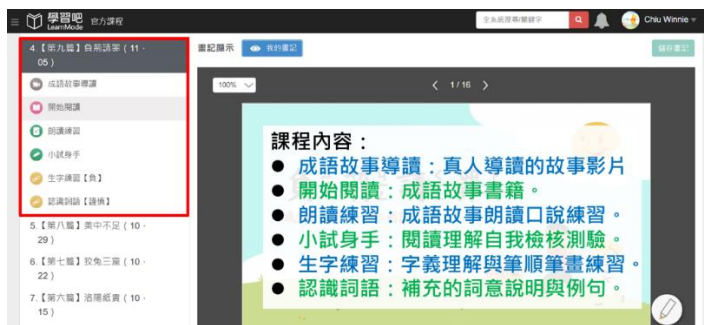 學習吧 官方課程
LearnMode
全系統搜尋/關鍵字
Chiu Winnie
4.【第九篇】負荊請罪（11 -
05）
成語故事導讀
開始閱讀
朗讀練習
小試身手
生字練習【負】
認識詞語【謹慎】
5.【第八篇】美中不足（10 -
29）
6.【第七篇】狡兔三窟（10 -
22）
7.【第六篇】洛陽紙貴（10 -
15）
畫記顯示 我的畫記
儲存畫記
100%
1 / 16
課程內容：
● 成語故事導讀：真人導讀的故事影片
● 開始閱讀：成語故事書籍。
● 朗讀練習：成語故事朗讀口說練習。
● 小試身手：閱讀理解自我檢核測驗。
● 生字練習：字義理解與筆順筆畫練習。
● 認識詞語：補充的詞意說明與例句。